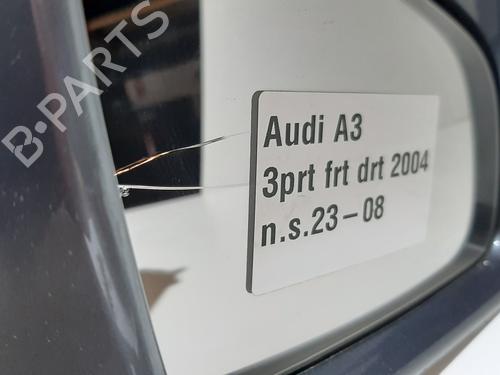 B-PARTS
Audi A3
3prt frt drt 2004
n.s.23-08